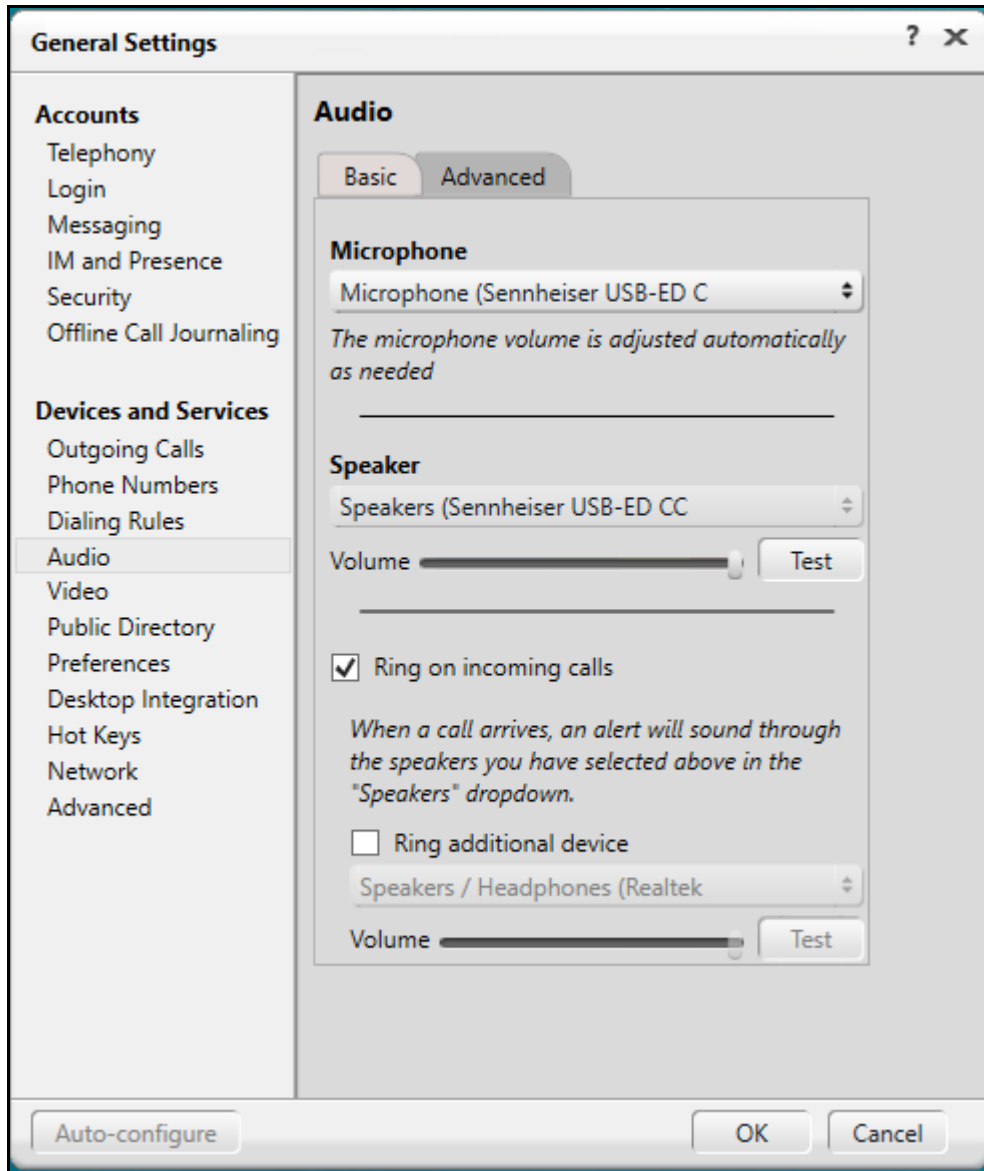 General Settings
?
Accounts
Telephony
Login
Messaging
IM and Presence
Security
Offline Call Journaling
Devices and Services
Outgoing Calls
Phone Numbers
Dialing Rules
Audio
Video
Public Directory
Preferences
Desktop Integration
Hot Keys
Network
Advanced
Audio
Basic
Advanced
Microphone
Microphone (Sennheiser USB-ED C
The microphone volume is adjusted automatically
as needed
Speaker
Speakers (Sennheiser USB-ED CC
Volume
Test
Ring on incoming calls
When a call arrives, an alert will sound through
the speakers you have selected above in the
"Speakers" dropdown.
Ring additional device
Speakers / Headphones (Realtek
Volume
Test
Auto-configure
OK
Cancel